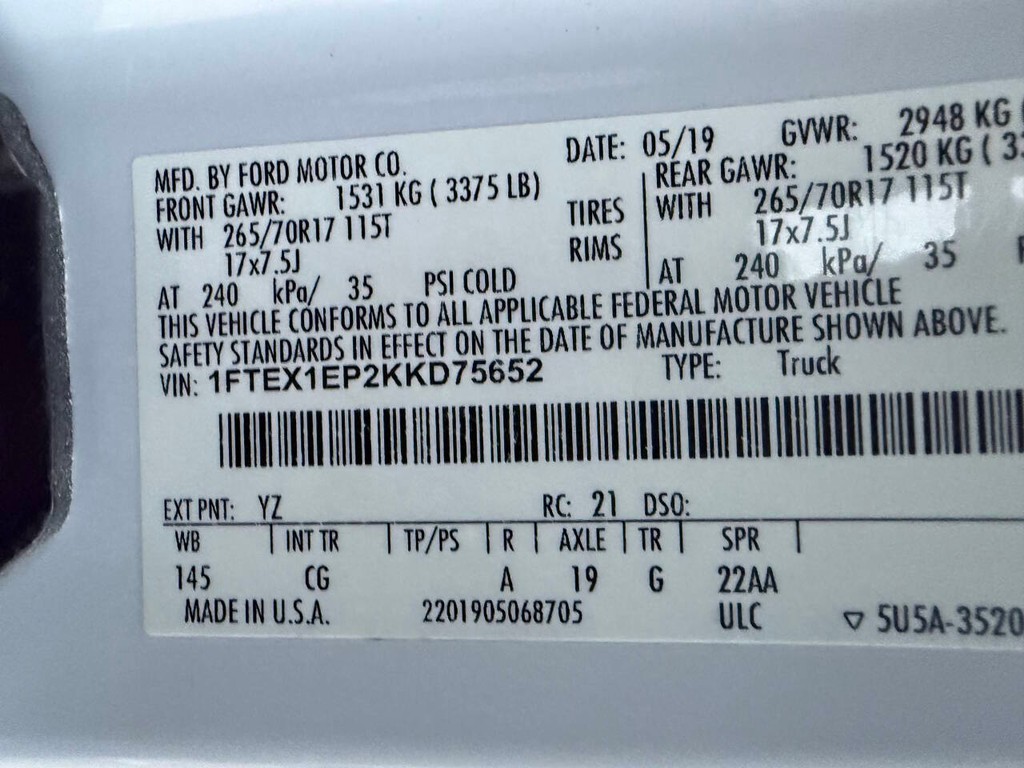 MFD. BY FORD MOTOR CO. DATE: 05/19 GVWR: 2948 KG (
FRONT GAWR: 1531 KG ( 3375 LB) REAR GAWR: 1520 KG ( 33
WITH 265/70R17 115T TIRES WITH 265/70R17 115T
17x7.5J RIMS 17x7.5J
AT 240 kPa/ 35 PSI COLD AT 240 kPa/ 35
THIS VEHICLE CONFORMS TO ALL APPLICABLE FEDERAL MOTOR VEHICLE
SAFETY STANDARDS IN EFFECT ON THE DATE OF MANUFACTURE SHOWN ABOVE.
VIN: 1FTEX1EP2KKD75652 TYPE: Truck
EXT PNT: YZ RC: 21 DSO:
WB INT TR TP/PS R AXLE TR SPR
145 CG A 19 G 22AA
MADE IN U.S.A. 2201905068705 ULC ▽ 5U5A-3520